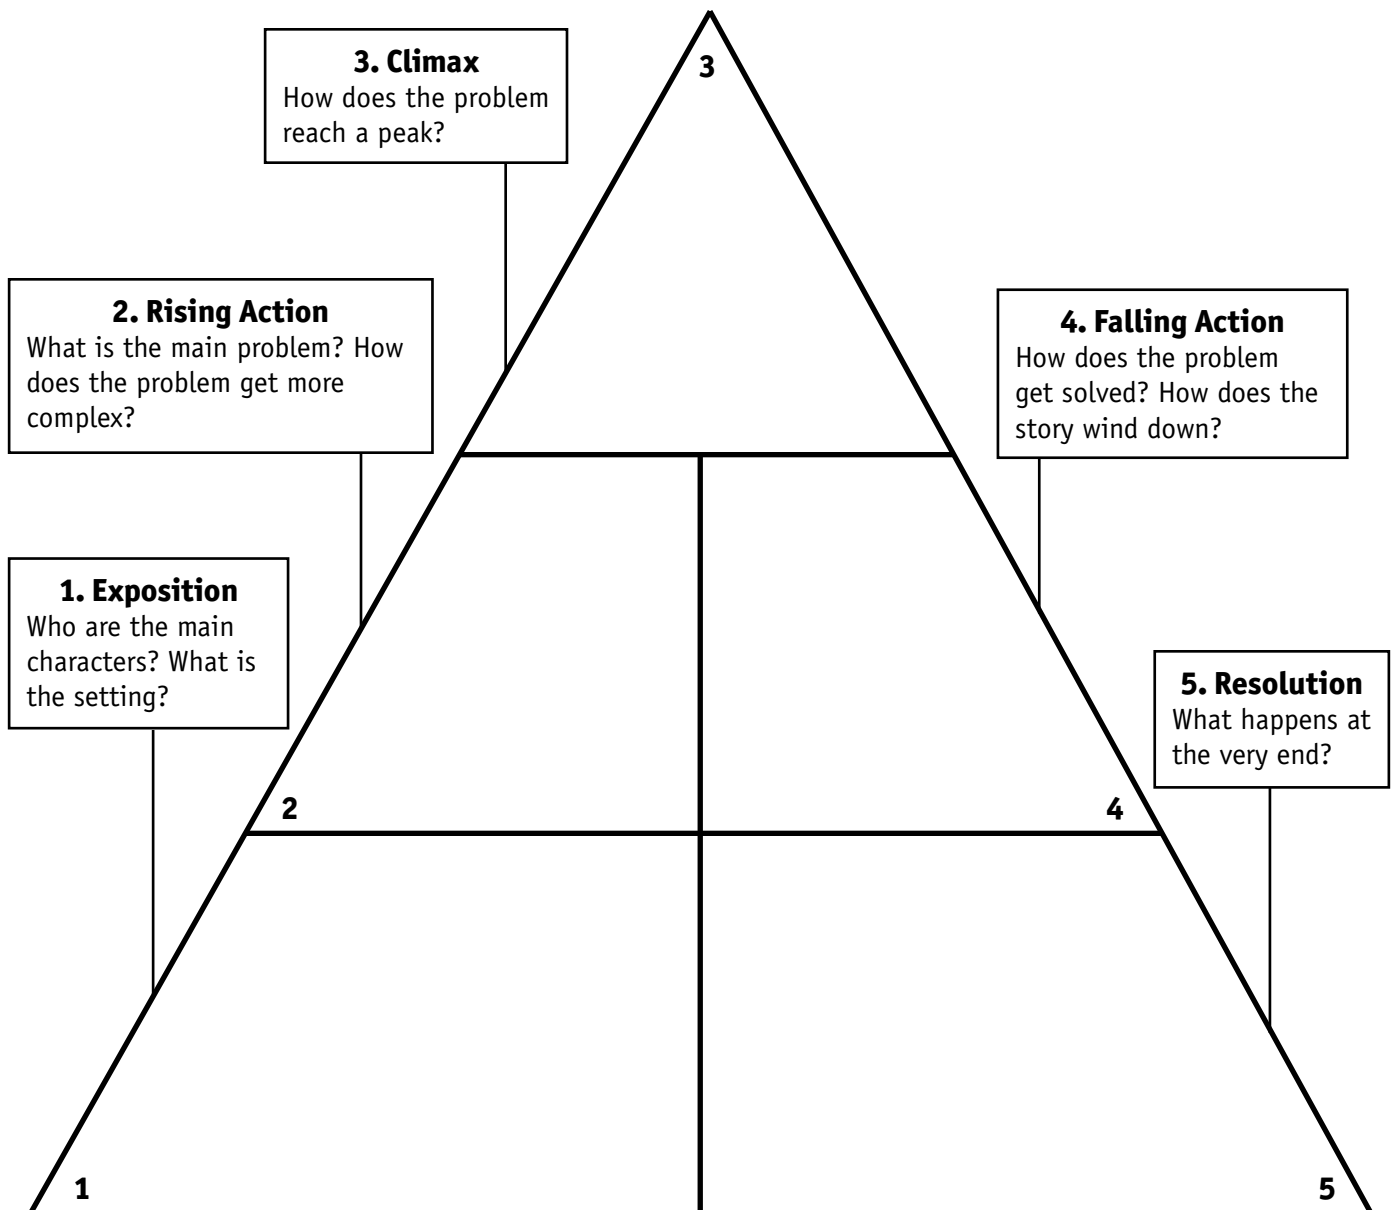 3. Climax
How does the problem
reach a peak?
3
2. Rising Action
What is the main problem? How
does the problem get more
complex?
4. Falling Action
How does the problem
get solved? How does the
story wind down?
1. Exposition
Who are the main
characters? What is
the setting?
5. Resolution
What happens at
the very end?
2
4
1
5